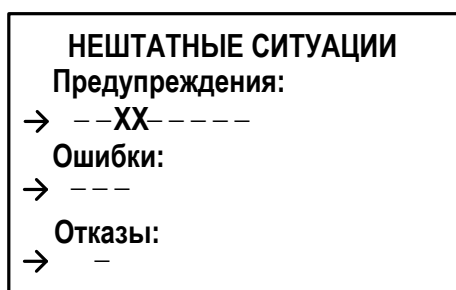 НЕШТАТНЫЕ СИТУАЦИИ
Предупреждения:
→ – –XX– – – – –
Ошибки:
→ – – –
Отказы:
→ –